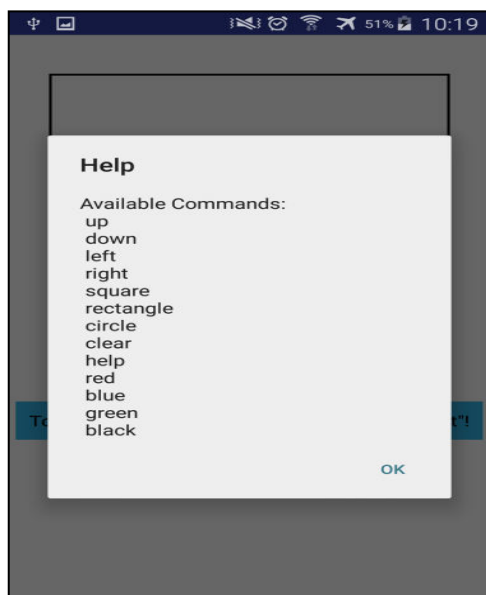 51% 10:19
Help
Available Commands:
up
down
left
right
square
rectangle
circle
clear
help
red
blue
green
black
t"!
OK